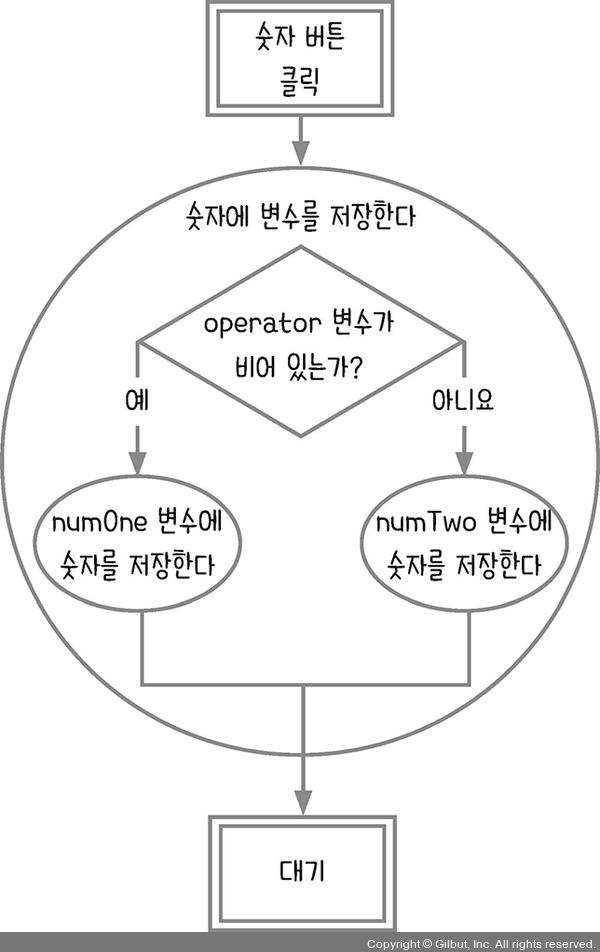 숫자 버튼
클릭
숫자에 변수를 저장한다
operator 변수가
비어 있는가?
예
아니요
numOne 변수에
숫자를 저장한다
numTwo 변수에
숫자를 저장한다
대기
Copyright © Gilbut, Inc. All rights reserved.